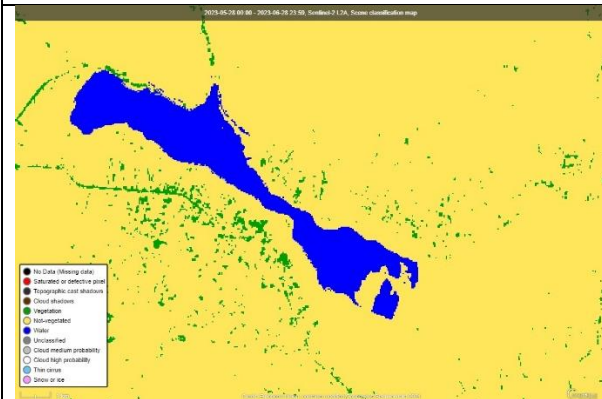 2023-05-28 00:00 - 2023-06-28 23:59, Sentinel-2 L2A, Scene classification map
No Data (Missing data)
Saturated or defective pixel
Topographic cast shadows
Cloud shadows
Vegetation
Not-vegetated
Water
Unclassified
Cloud medium probability
Cloud high probability
Thin cirrus
Snow or ice